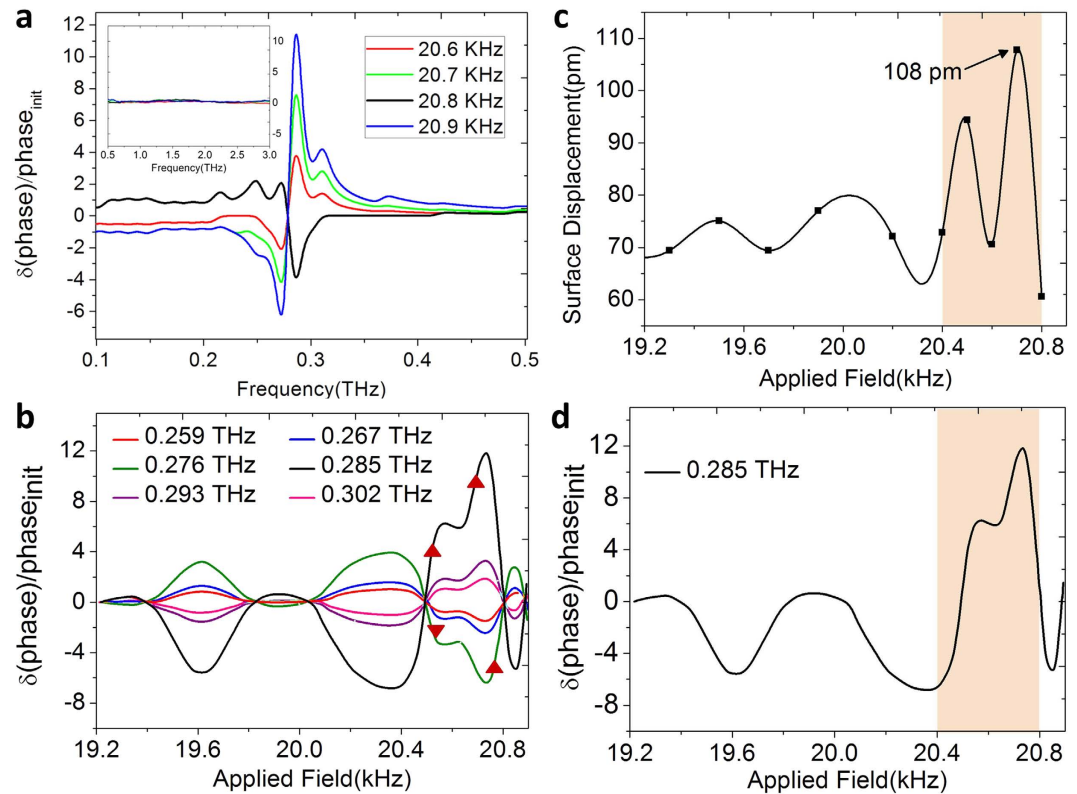 a
δ(phase)/phase_init
12
10
8
6
4
2
0
-2
-4
-6
0.1 0.2 0.3 0.4 0.5
Frequency(THz)
10
5
0
-5
0.5 1.0 1.5 2.0 2.5 3.0
Frequency(THz)
20.6 KHz
20.7 KHz
20.8 KHz
20.9 KHz
b
δ(phase)/phase_init
12
8
4
0
-4
-8
0.259 THz 0.267 THz
0.276 THz 0.285 THz
0.293 THz 0.302 THz
19.2 19.6 20.0 20.4 20.8
Applied Field(kHz)
c
Surface Displacement(pm)
110
100
90
80
70
60
108 pm
19.2 19.6 20.0 20.4 20.8
Applied Field(kHz)
d
δ(phase)/phase_init
12
8
4
0
-4
-8
0.285 THz
19.2 19.6 20.0 20.4 20.8
Applied Field(kHz)